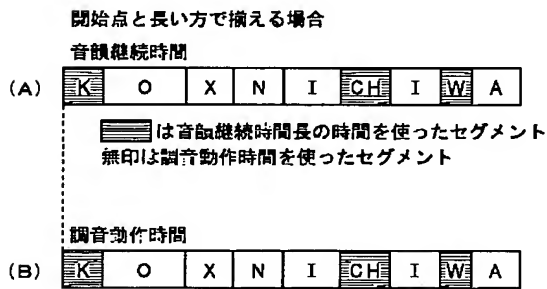 開始点と長い方で揃える場合
音韻継続時間
(A) K O X N I CH I W A
は音韻継続時間長の時間を使ったセグメント
無印は調音動作時間を使ったセグメント
調音動作時間
(B) K O X N I CH I W A